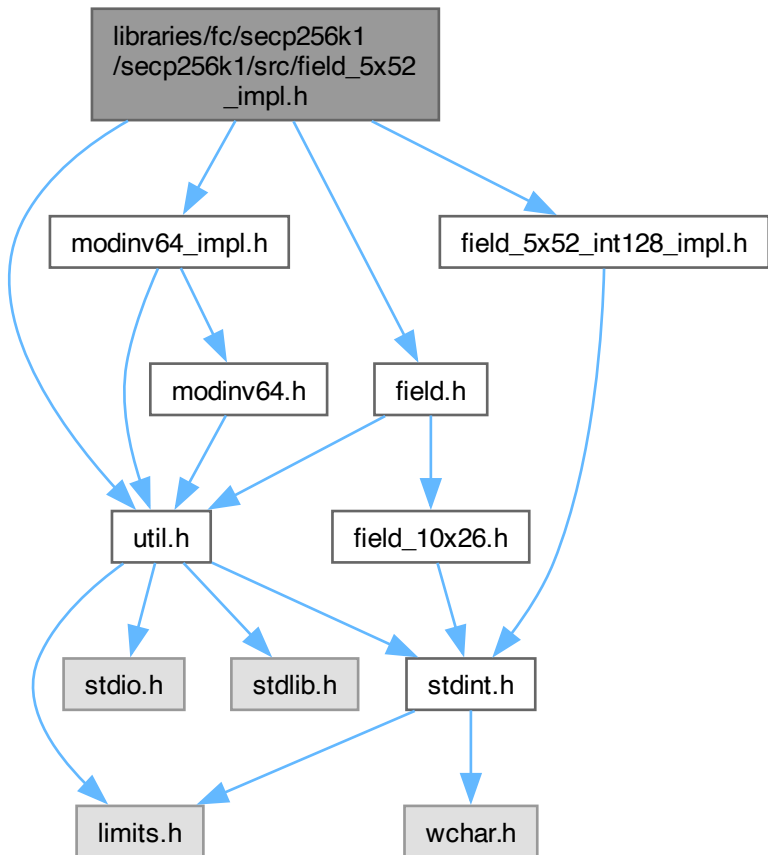 libraries/fc/secp256k1
/secp256k1/src/field_5x52
_impl.h
modinv64_impl.h
field_5x52_int128_impl.h
modinv64.h
field.h
util.h
field_10x26.h
stdio.h
stdlib.h
stdint.h
limits.h
wchar.h